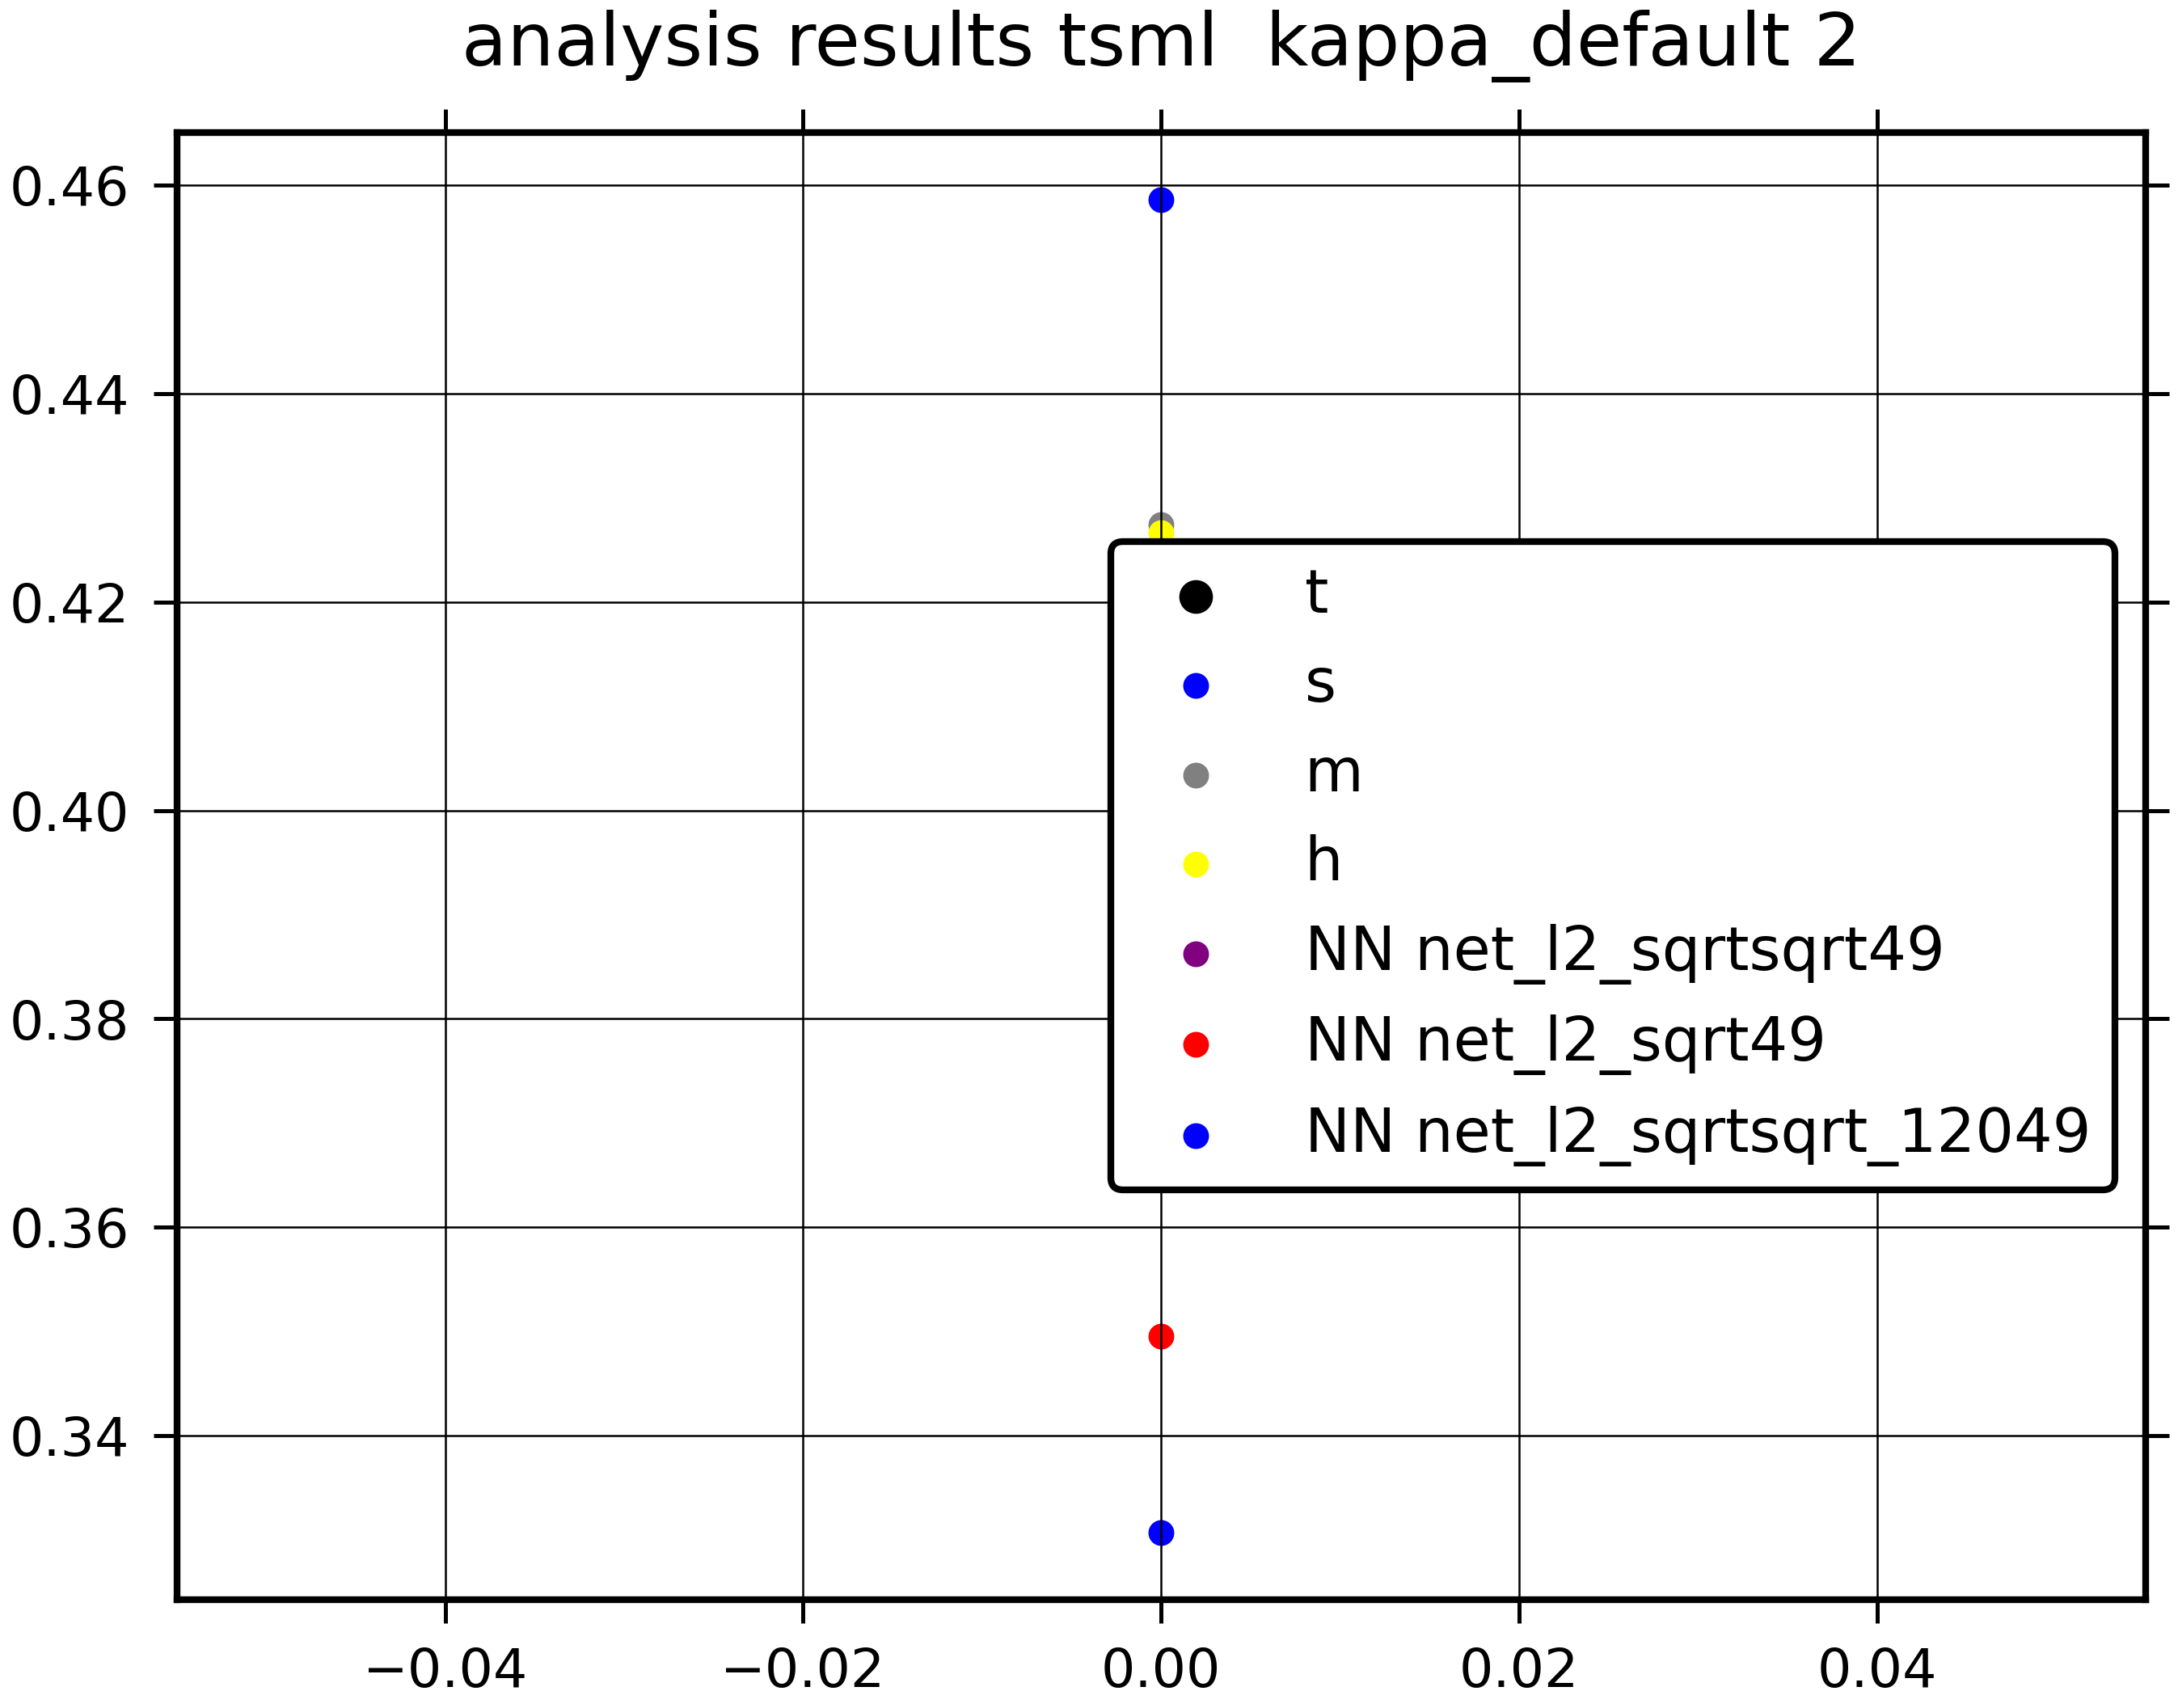 analysis results tsml  kappa_default 2
0.46
0.44
0.42
0.40
0.38
0.36
0.34
t
s
m
h
NN net_l2_sqrtsqrt49
NN net_l2_sqrt49
NN net_l2_sqrtsqrt_12049
−0.04 −0.02 0.00 0.02 0.04